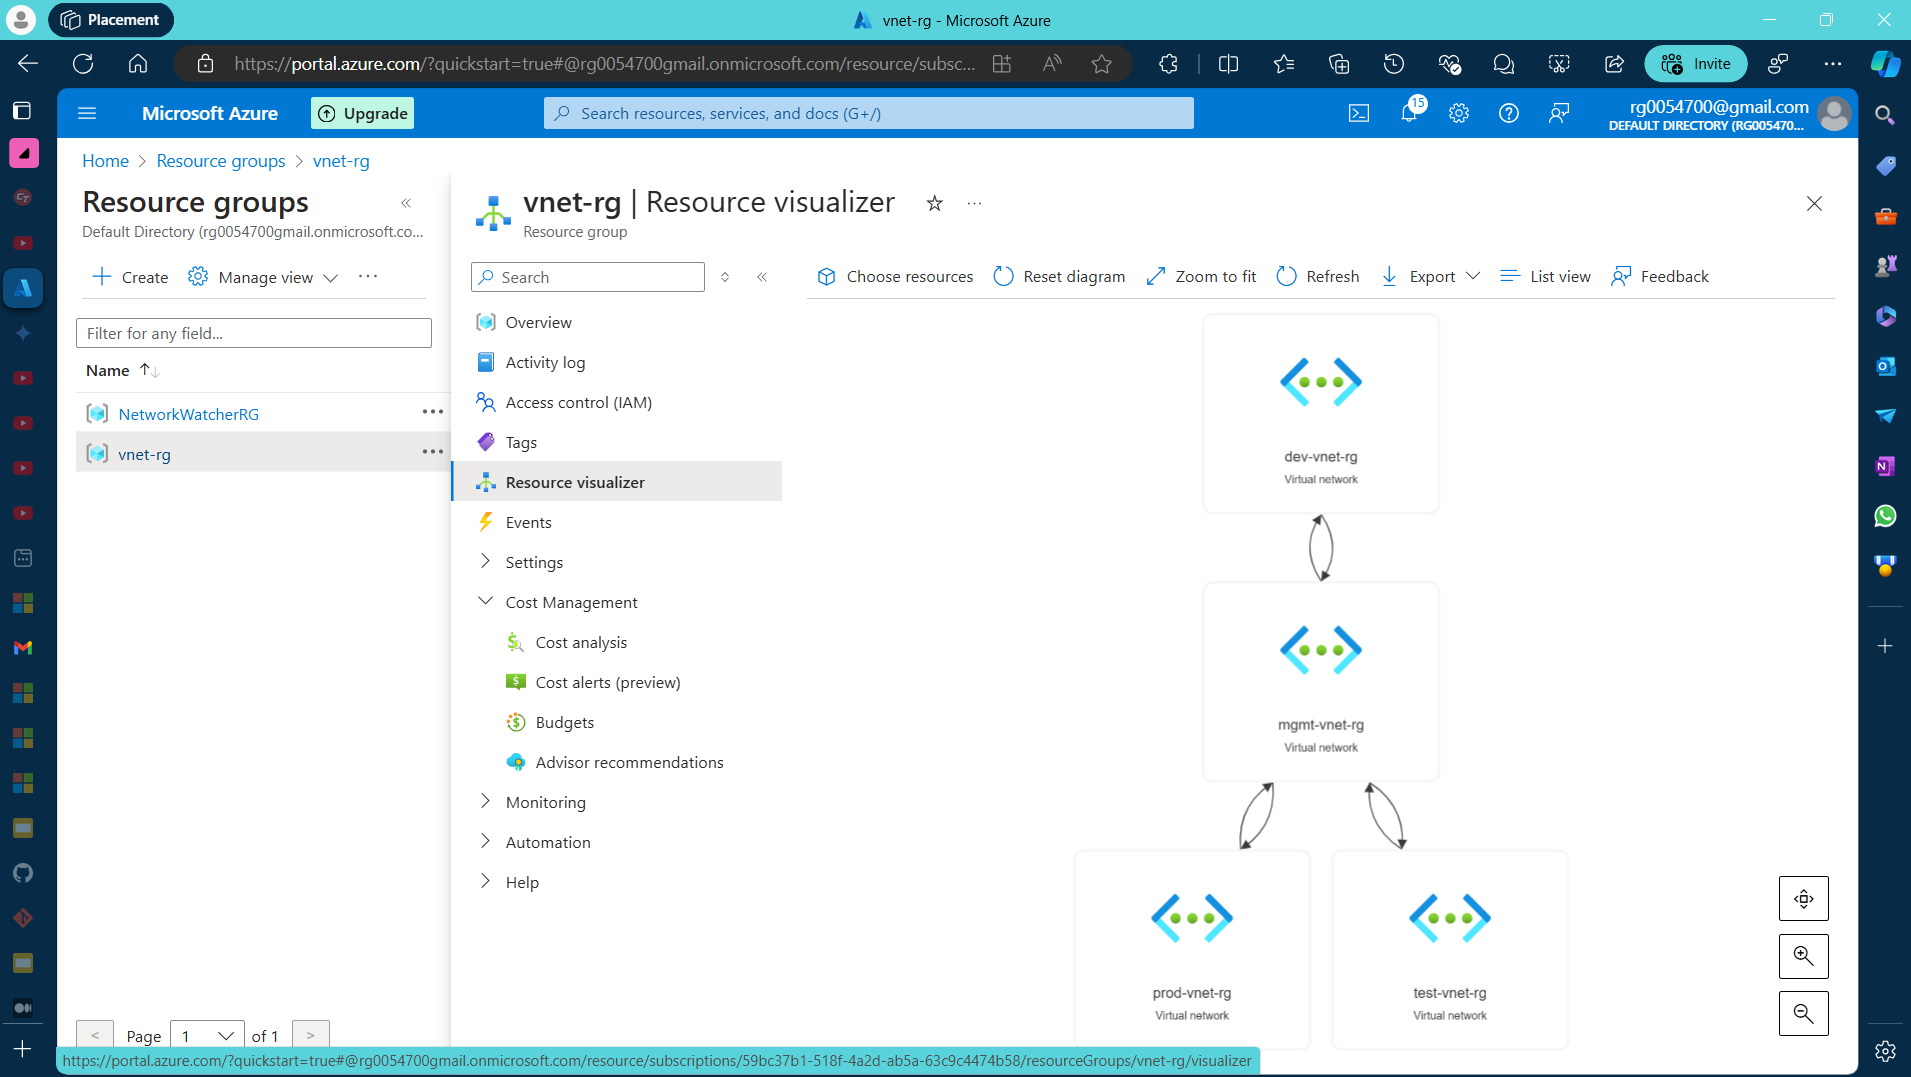 Placement
vnet-rg - Microsoft Azure
https://portal.azure.com/?quickstart=true#@rg0054700gmail.onmicrosoft.com/resource/subsc...
Invite
Microsoft Azure
Upgrade
Search resources, services, and docs (G+/)
15
rg0054700@gmail.com
DEFAULT DIRECTORY (RG005470...
Home > Resource groups > vnet-rg
Resource groups
Default Directory (rg0054700gmail.onmicrosoft.co...
Create
Manage view
Filter for any field...
Name
NetworkWatcherRG
vnet-rg
< Page 1 of 1 >
vnet-rg | Resource visualizer
Resource group
Search
Overview
Activity log
Access control (IAM)
Tags
Resource visualizer
Events
Settings
Cost Management
Cost analysis
Cost alerts (preview)
Budgets
Advisor recommendations
Monitoring
Automation
Help
Choose resources
Reset diagram
Zoom to fit
Refresh
Export
List view
Feedback
dev-vnet-rg
Virtual network
mgmt-vnet-rg
Virtual network
prod-vnet-rg
Virtual network
test-vnet-rg
Virtual network
https://portal.azure.com/?quickstart=true#@rg0054700gmail.onmicrosoft.com/resource/subscriptions/59bc37b1-518f-4a2d-ab5a-63c9c4474b58/resourceGroups/vnet-rg/visualizer